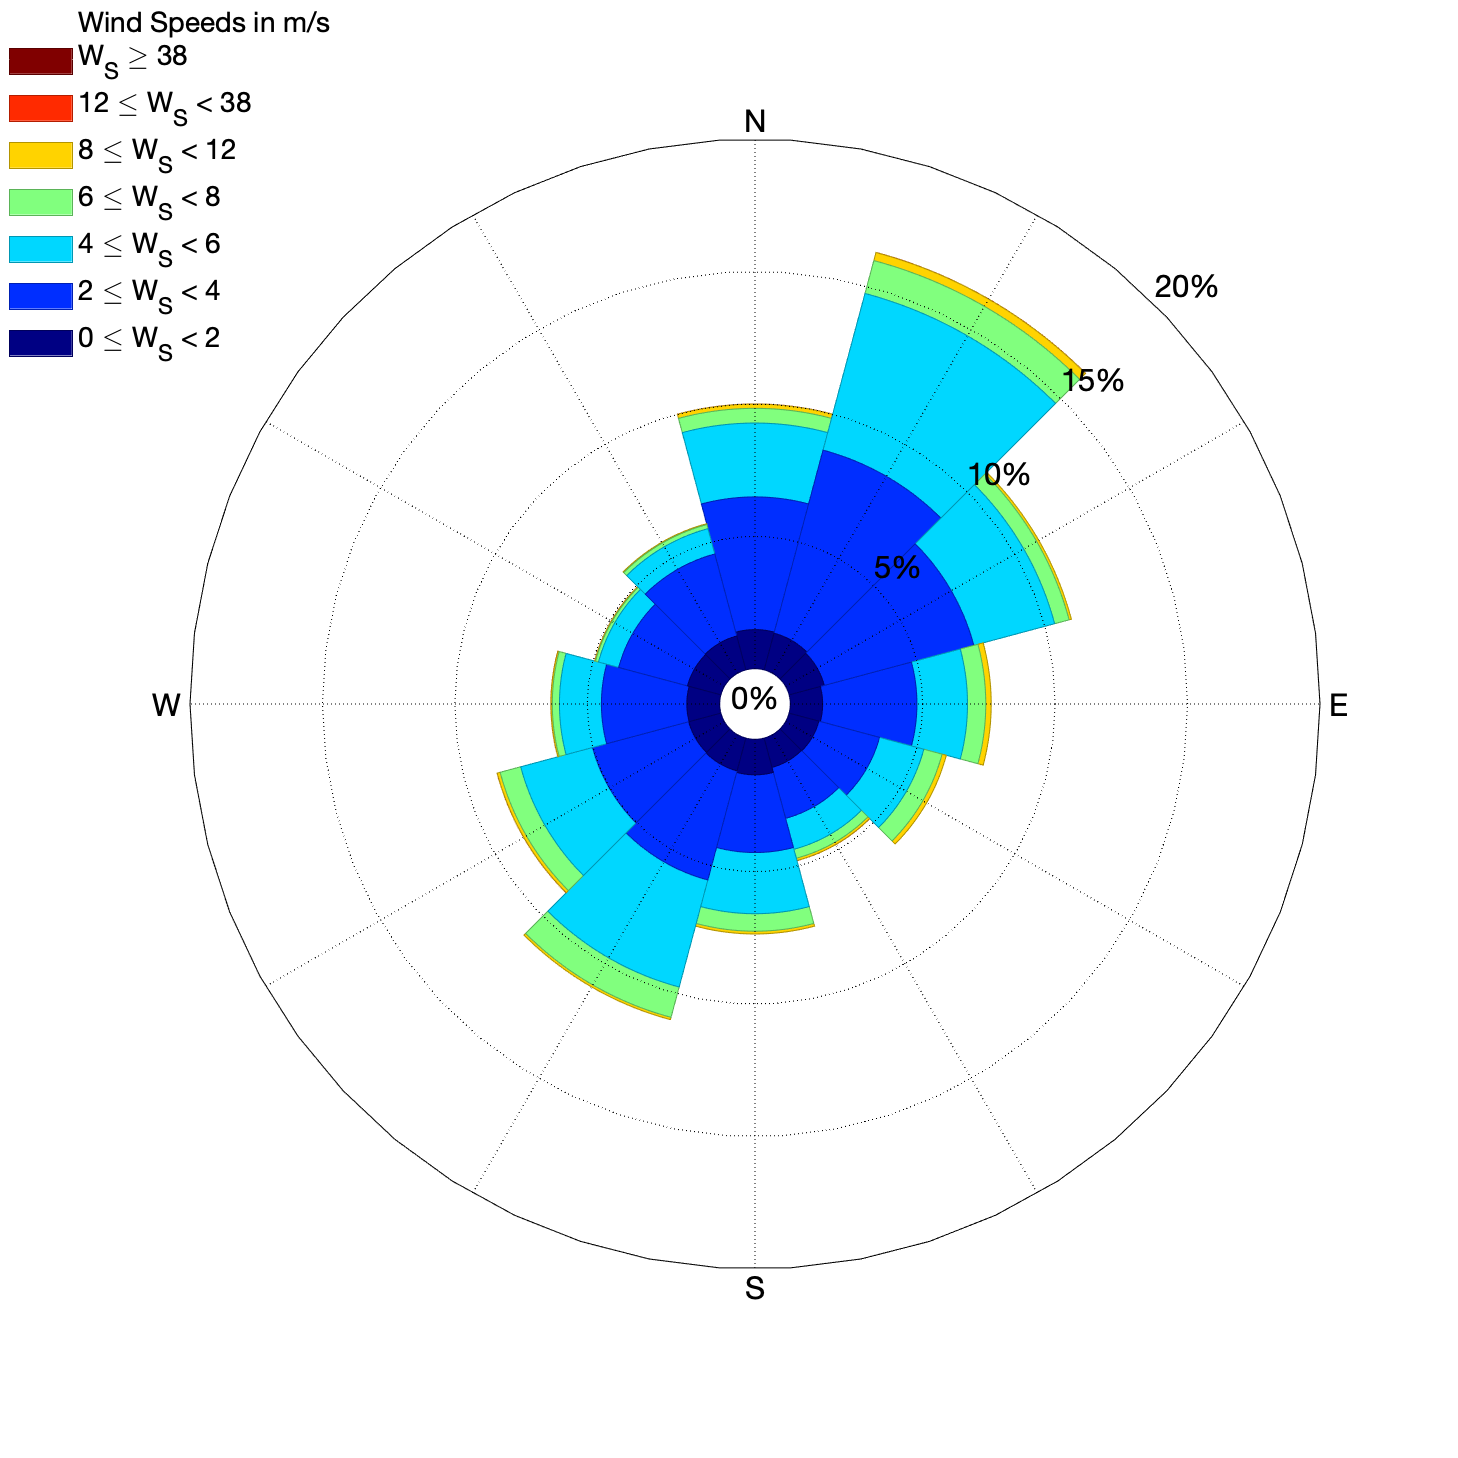 Wind Speeds in m/s
W_S ≥ 38
12 ≤ W_S < 38
8 ≤ W_S < 12
6 ≤ W_S < 8
4 ≤ W_S < 6
2 ≤ W_S < 4
0 ≤ W_S < 2
N
20%
15%
10%
5%
0%
W
E
S